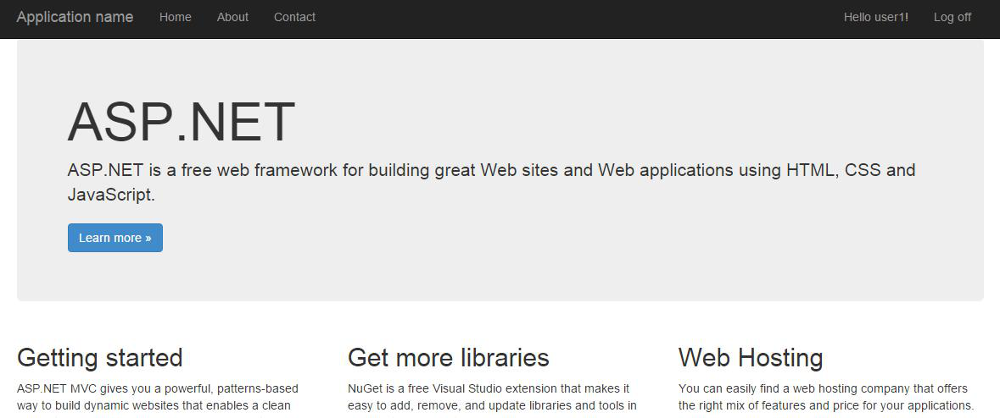 Application name Home About Contact Hello user1! Log off
ASP.NET
ASP.NET is a free web framework for building great Web sites and Web applications using HTML, CSS and
JavaScript.
Learn more »
Getting started
ASP.NET MVC gives you a powerful, patterns-based
way to build dynamic websites that enables a clean
Get more libraries
NuGet is a free Visual Studio extension that makes it
easy to add, remove, and update libraries and tools in
Web Hosting
You can easily find a web hosting company that offers
the right mix of features and price for your applications.